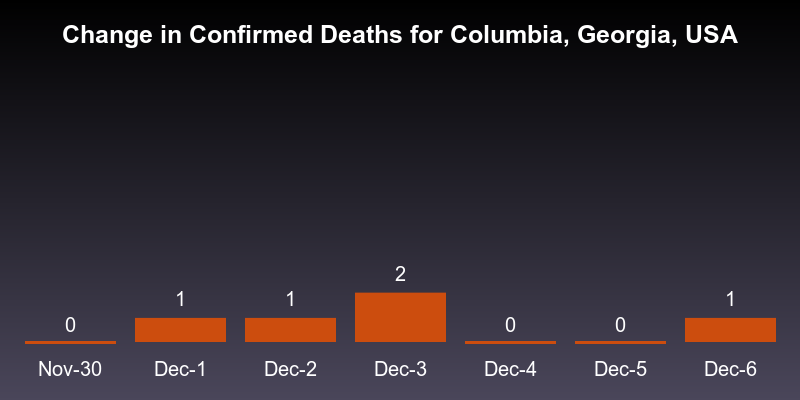 Change in Confirmed Deaths for Columbia, Georgia, USA
2
1 1 1
0 0 0
Nov-30 Dec-1 Dec-2 Dec-3 Dec-4 Dec-5 Dec-6